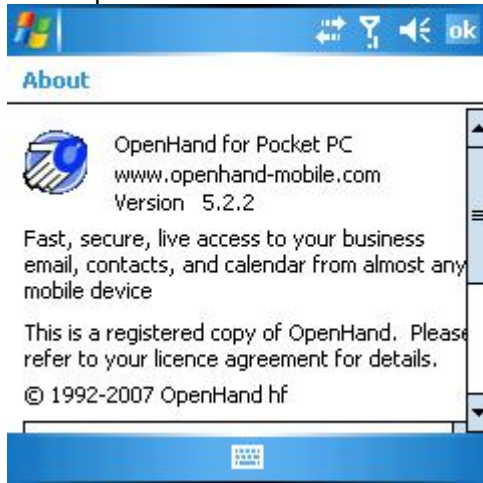 ok
About
OpenHand for Pocket PC
www.openhand-mobile.com
Version 5.2.2
Fast, secure, live access to your business
email, contacts, and calendar from almost any
mobile device
This is a registered copy of OpenHand. Please
refer to your licence agreement for details.
© 1992-2007 OpenHand hf